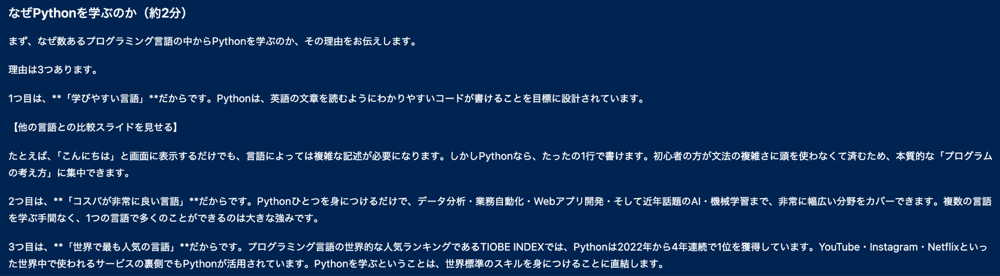 なぜPythonを学ぶのか（約2分）
まず、なぜ数あるプログラミング言語の中からPythonを学ぶのか、その理由をお伝えします。
理由は3つあります。
1つ目は、**「学びやすい言語」**だからです。Pythonは、英語の文章を読むようにわかりやすいコードが書けることを目標に設計されています。
【他の言語との比較スライドを見せる】
たとえば、「こんにちは」と画面に表示するだけでも、言語によっては複雑な記述が必要になります。しかしPythonなら、たったの1行で書けます。初心者の方が文法の複雑さに頭を使わなくて済むため、本質的な「プログラム
の考え方」に集中できます。
2つ目は、**「コスパが非常に良い言語」**だからです。Pythonひとつを身につけるだけで、データ分析・業務自動化・Webアプリ開発・そして近年話題のAI・機械学習まで、非常に幅広い分野をカバーできます。複数の言語
を学ぶ手間なく、1つの言語で多くのことができるのは大きな強みです。
3つ目は、**「世界で最も人気の言語」**だからです。プログラミング言語の世界的な人気ランキングであるTIOBE INDEXでは、Pythonは2022年から4年連続で1位を獲得しています。YouTube・Instagram・Netflixといっ
た世界中で使われるサービスの裏側でもPythonが活用されています。Pythonを学ぶということは、世界標準のスキルを身につけることに直結します。